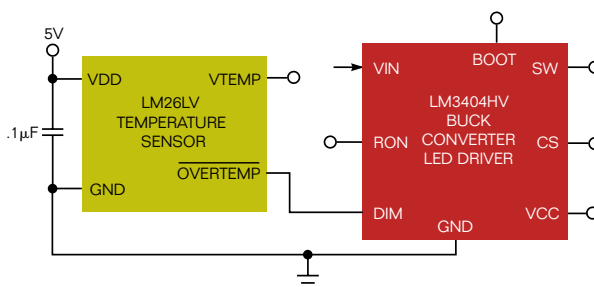 5V
.1µF
VDD
VTEMP
LM26LV
TEMPERATURE
SENSOR
OVERTEMP
GND
VIN
BOOT
SW
LM3404HV
BUCK
CONVERTER
LED DRIVER
RON
CS
DIM
GND
VCC